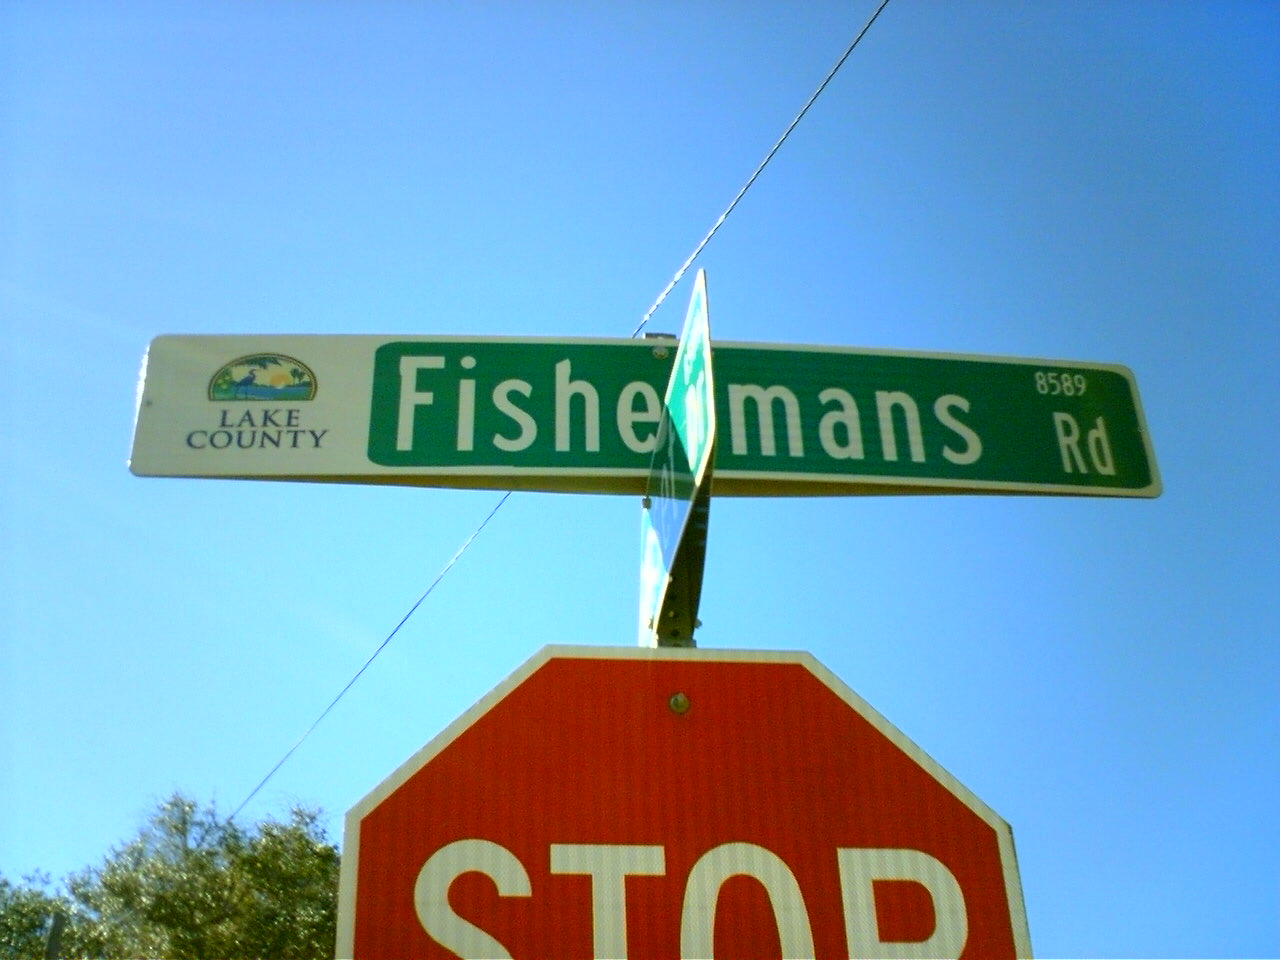 LAKE
COUNTY
Fishe mans
8589
Rd
STOP